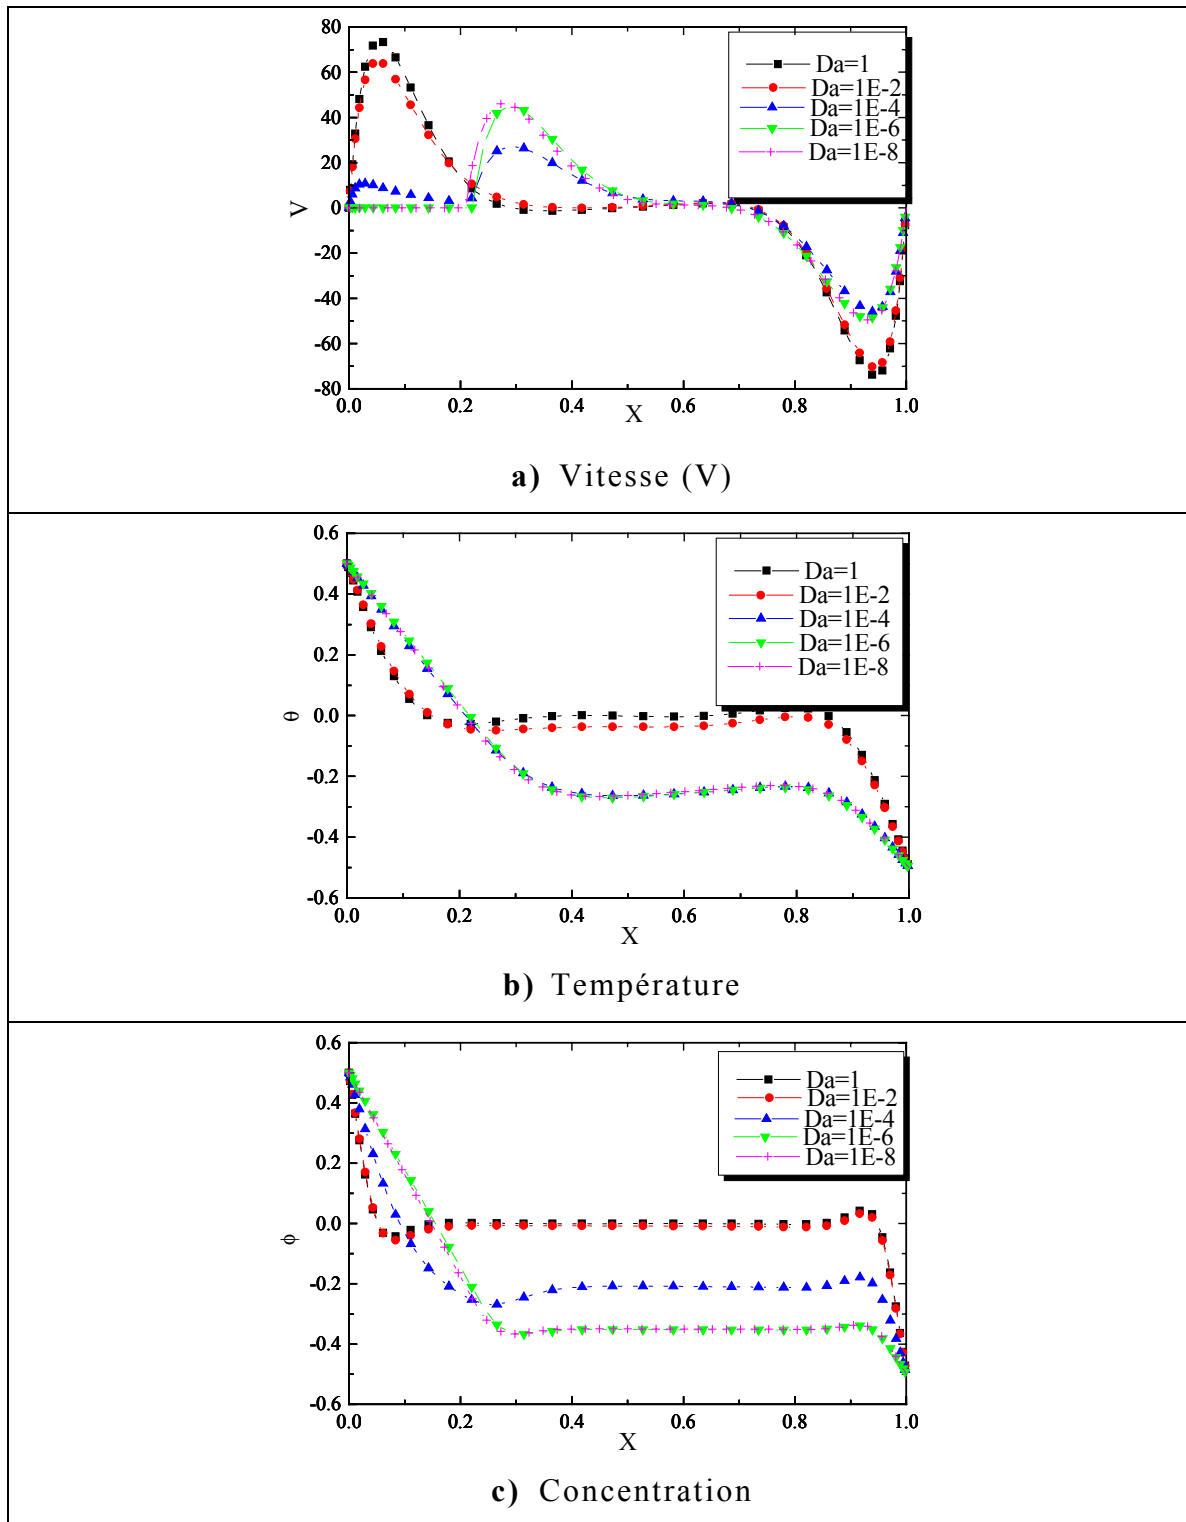 80
60
40
20
0
-20
-40
-60
-80
V
0.0 0.2 0.4 0.6 0.8 1.0
X
Da=1
Da=1E-2
Da=1E-4
Da=1E-6
Da=1E-8
a) Vitesse (V)
0.6
0.4
0.2
0.0
-0.2
-0.4
-0.6
θ
0.0 0.2 0.4 0.6 0.8 1.0
X
Da=1
Da=1E-2
Da=1E-4
Da=1E-6
Da=1E-8
b) Température
0.6
0.4
0.2
0.0
-0.2
-0.4
-0.6
ϕ
0.0 0.2 0.4 0.6 0.8 1.0
X
Da=1
Da=1E-2
Da=1E-4
Da=1E-6
Da=1E-8
c) Concentration